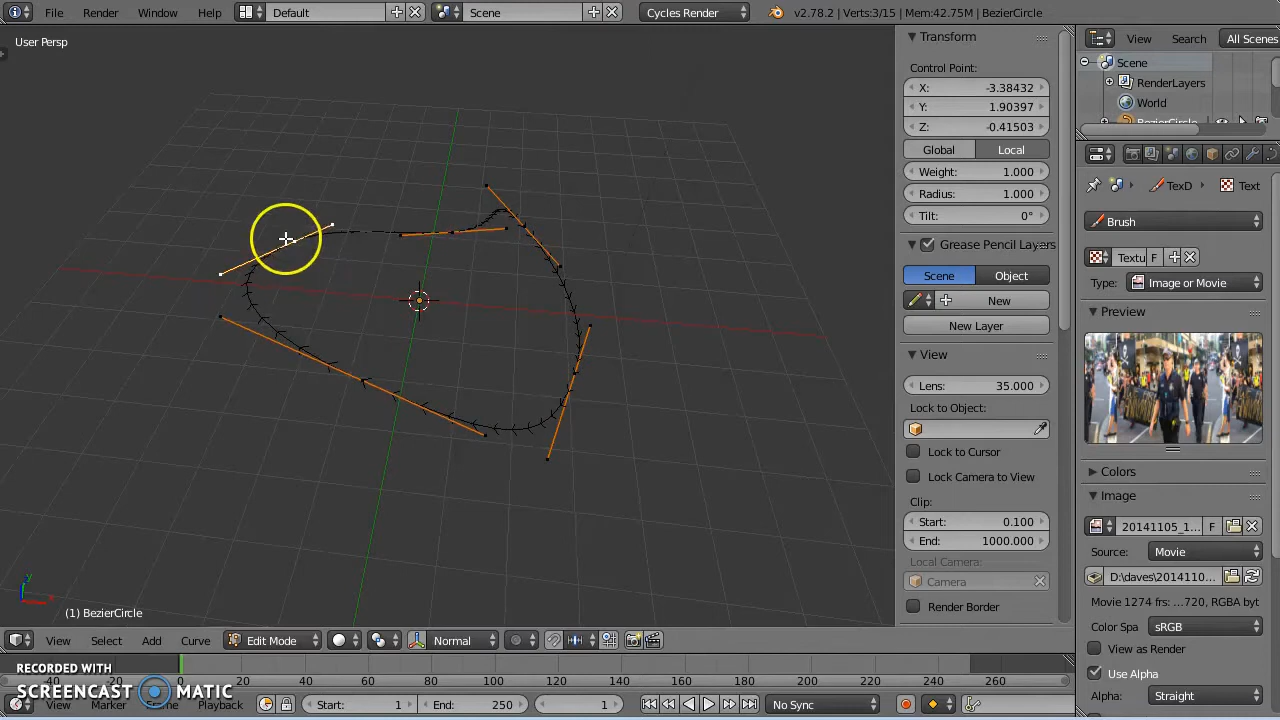 File Render Window Help Default Scene Cycles Render v2.78.2 | Verts:3/15 | Mem:42.75M | BezierCircle
User Persp
Transform
Control Point:
X: -3.38432
Y: 1.90397
Z: -0.41503
Global Local
Weight: 1.000
Radius: 1.000
Tilt: 0°
Grease Pencil Layers
Scene Object
New
New Layer
View
Lens: 35.000
Lock to Object:
Lock to Cursor
Lock Camera to View
Clip:
Start: 0.100
End: 1000.000
Local Camera:
Camera
Render Border
View Search All Scenes
Scene
RenderLayers
World
BezierCircle
TexD Text
Brush
Textu F
Type: Image or Movie
Preview
Colors
Image
20141105_1... F
Source: Movie
D:\daves\2014110...
Movie 1274 frs: ...720, RGBA byt
Color Spa sRGB
View as Render
Use Alpha
Alpha: Straight
(1) BezierCircle
View Select Add Curve Edit Mode Normal
-40 -20 0 20 40 60 80 100 120 140 160 180 200 220 240 260
View Marker Frame Playback Start: 1 End: 250 1 No Sync
RECORDED WITH
SCREENCAST MATIC